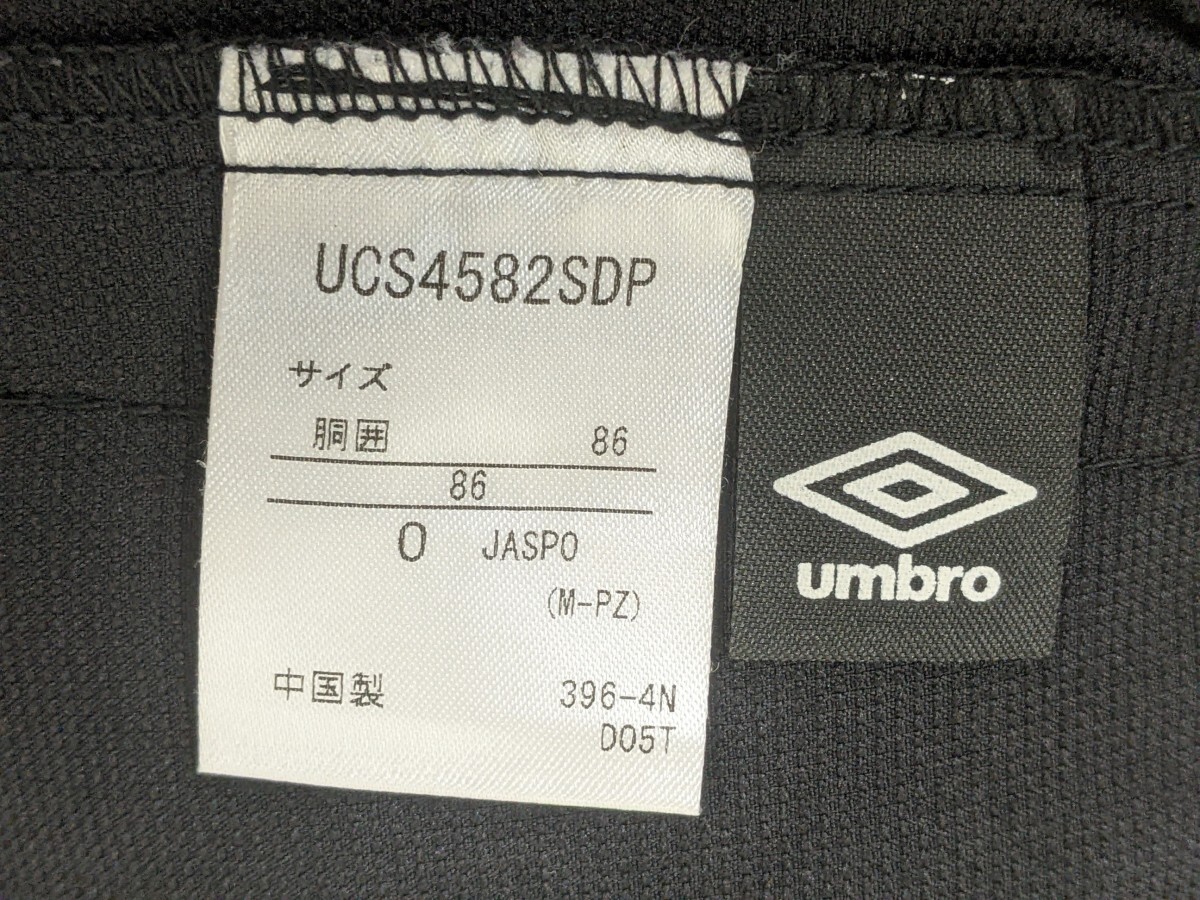 UCS4582SDP
サイズ
胴囲 86
86
O JASPO
(M-PZ)
中国製 396-4N
D05T
umbro